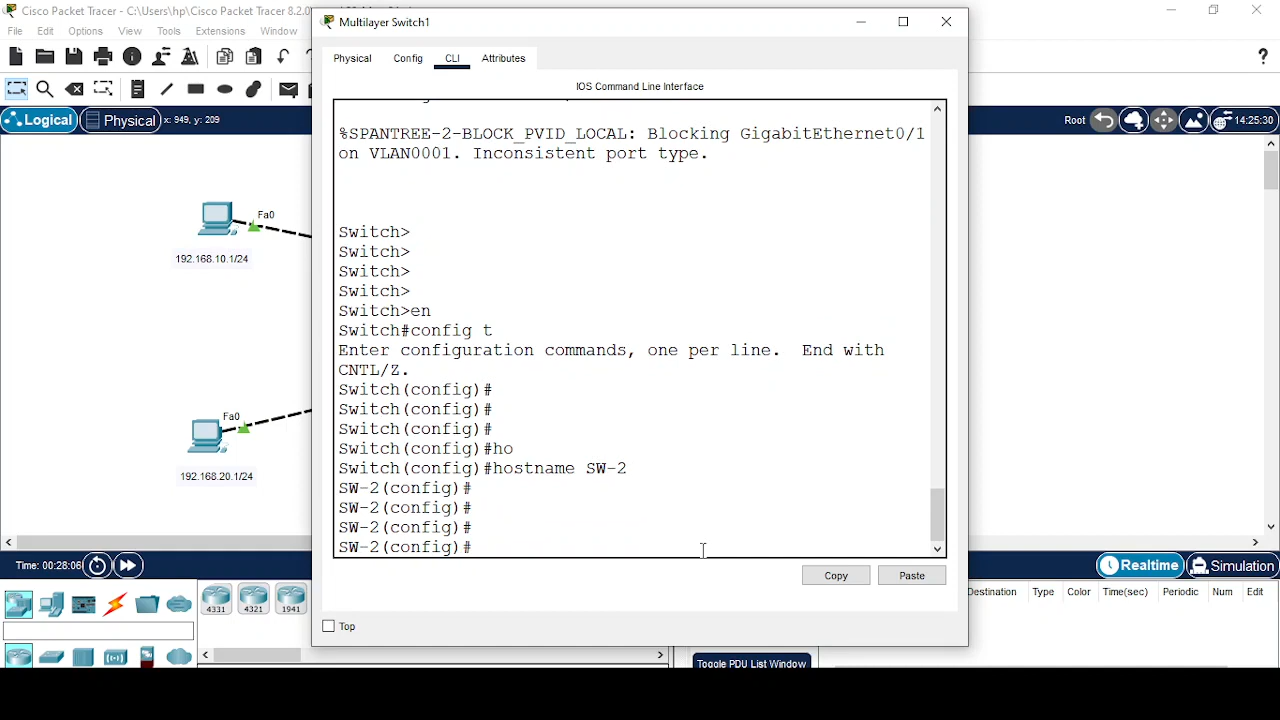 Cisco Packet Tracer - C:\Users\hp\Cisco Packet Tracer 8.2.0
Multilayer Switch1
File Edit Options View Tools Extensions Window
Physical Config CLI Attributes
IOS Command Line Interface
Logical Physical x: 949, y: 209
Root 14:25:30
%SPANTREE-2-BLOCK_PVID_LOCAL: Blocking GigabitEthernet0/1
on VLAN0001. Inconsistent port type.
Switch>
Switch>
Switch>
Switch>
Switch>en
Switch#config t
Enter configuration commands, one per line. End with
CNTL/Z.
Switch(config)#
Switch(config)#
Switch(config)#
Switch(config)#ho
Switch(config)#hostname SW-2
SW-2(config)#
SW-2(config)#
SW-2(config)#
SW-2(config)#
Fa0
192.168.10.1/24
Fa0
192.168.20.1/24
Copy Paste
Top
Time: 00:28:06
Realtime Simulation
4331 4321 1941
Destination Type Color Time(sec) Periodic Num Edit
Toggle PDU List Window